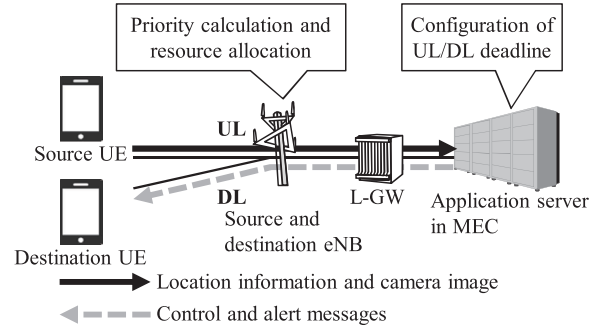 Priority calculation and
resource allocation
Configuration of
UL/DL deadline
UL
Source UE
DL
L-GW
Source and
destination eNB
Application server
in MEC
Destination UE
Location information and camera image
Control and alert messages